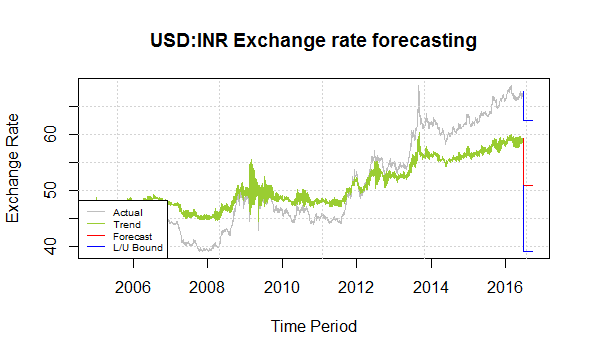 USD:INR Exchange rate forecasting
Exchange Rate
60
50
40
Actual
Trend
Forecast
L/U Bound
2006 2008 2010 2012 2014 2016
Time Period